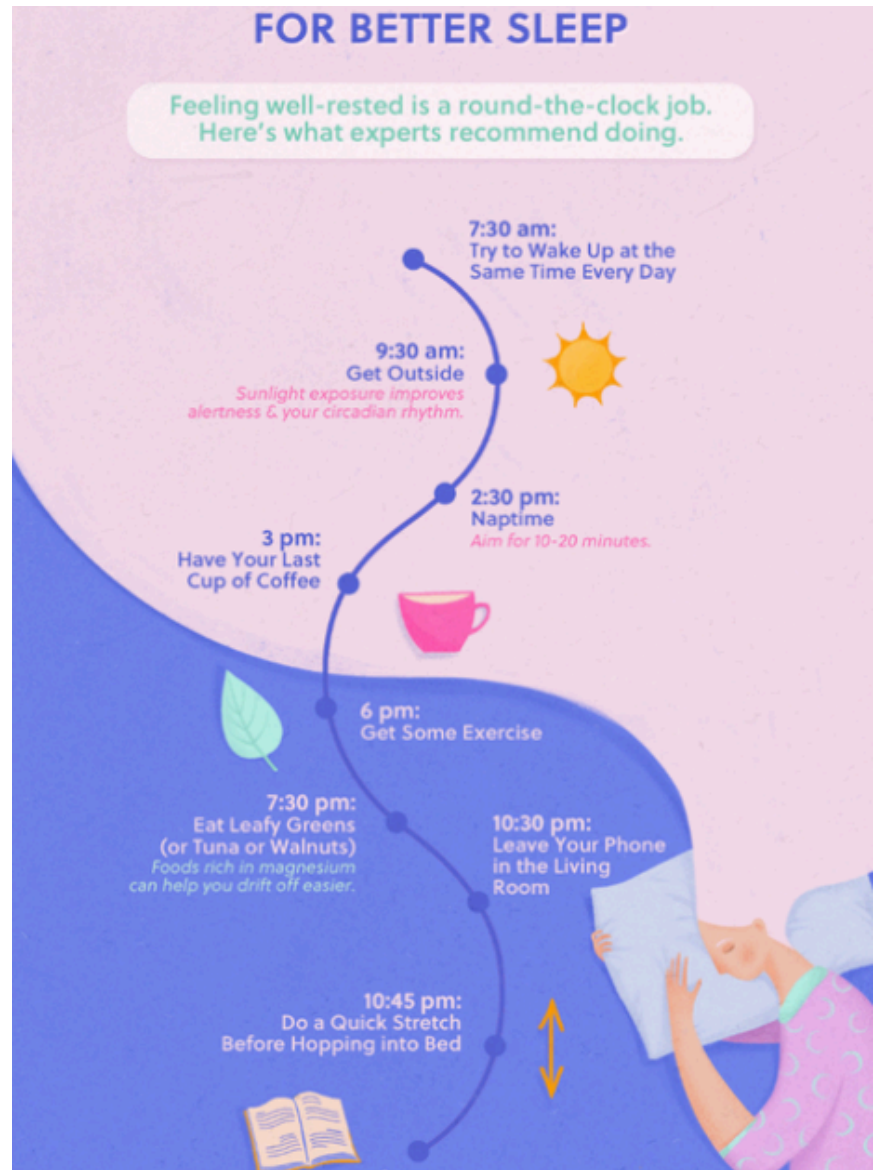 FOR BETTER SLEEP
Feeling well-rested is a round-the-clock job.
Here's what experts recommend doing.
7:30 am:
Try to Wake Up at the
Same Time Every Day
9:30 am:
Get Outside
Sunlight exposure improves
alertness & your circadian rhythm.
2:30 pm:
Naptime
Aim for 10-20 minutes.
3 pm:
Have Your Last
Cup of Coffee
6 pm:
Get Some Exercise
7:30 pm:
Eat Leafy Greens
(or Tuna or Walnuts)
Foods rich in magnesium
can help you drift off easier.
10:30 pm:
Leave Your Phone
in the Living
Room
10:45 pm:
Do a Quick Stretch
Before Hopping into Bed